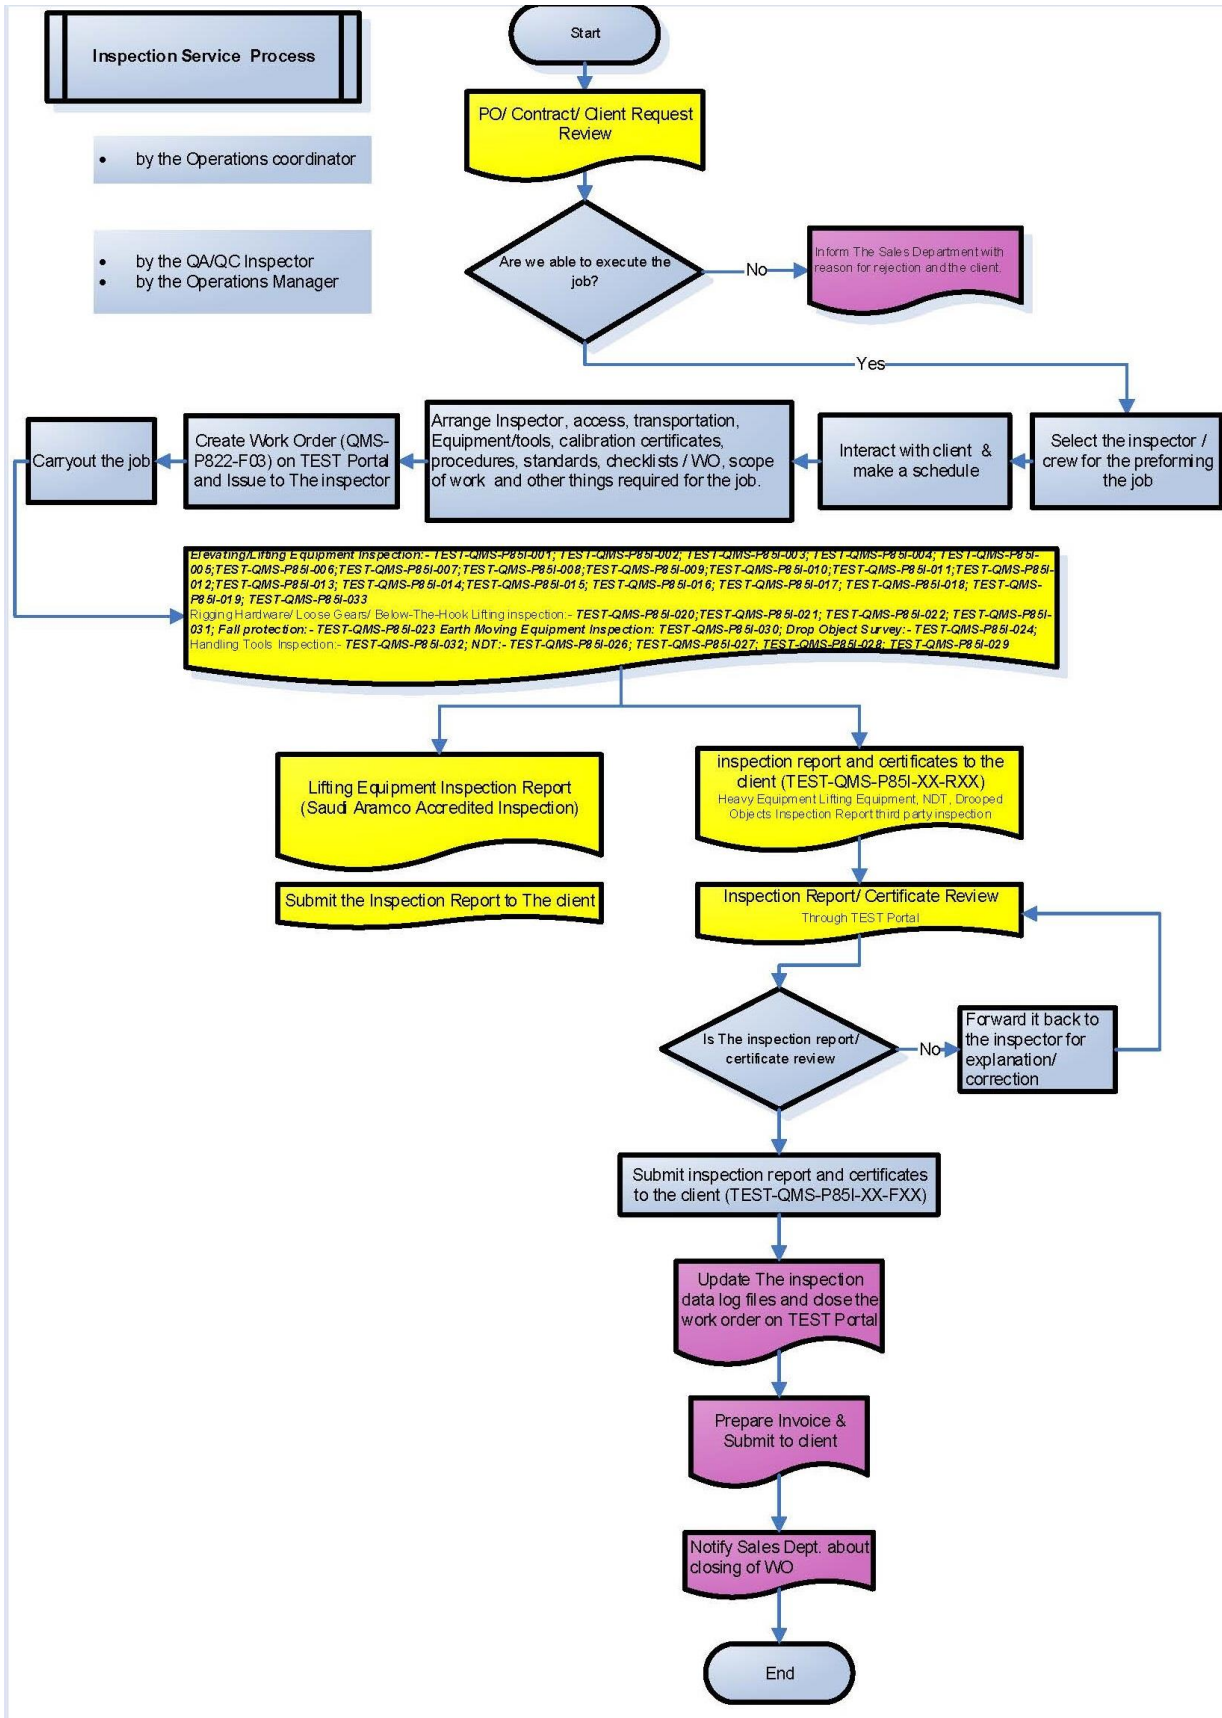 Start
Inspection Service Process
PO/ Contract/ Client Request
Review
• by the Operations coordinator
• by the QA/QC Inspector
• by the Operations Manager
Are we able to execute the
job?
No
Inform The Sales Department with
reason for rejection and the client.
Yes
Carryout the job
Create Work Order (QMS-
P822-F03) on TEST Portal
and Issue to The inspector
Arrange Inspector, access, transportation,
Equipment/tools, calibration certificates,
procedures, standards, checklists / WO, scope
of work and other things required for the job.
Interact with client &
make a schedule
Select the inspector /
crew for the preforming
the job
Elevating/Lifting Equipment Inspection:- TEST-QMS-P85I-001; TEST-QMS-P85I-002; TEST-QMS-P85I-003; TEST-QMS-P85I-004; TEST-QMS-P85I-
005;TEST-QMS-P85I-006;TEST-QMS-P85I-007;TEST-QMS-P85I-008;TEST-QMS-P85I-009;TEST-QMS-P85I-010;TEST-QMS-P85I-011;TEST-QMS-P85I-
012;TEST-QMS-P85I-013; TEST-QMS-P85I-014;TEST-QMS-P85I-015; TEST-QMS-P85I-016; TEST-QMS-P85I-017; TEST-QMS-P85I-018; TEST-QMS-
P85I-019; TEST-QMS-P85I-033
Rigging Hardware/ Loose Gears/ Below-The-Hook Lifting inspection:- TEST-QMS-P85I-020;TEST-QMS-P85I-021; TEST-QMS-P85I-022; TEST-QMS-P85I-
031; Fall protection:- TEST-QMS-P85I-023 Earth Moving Equipment Inspection: TEST-QMS-P85I-030; Drop Object Survey:- TEST-QMS-P85I-024;
Handling Tools Inspection:- TEST-QMS-P85I-032; NDT:- TEST-QMS-P85I-026; TEST-QMS-P85I-027; TEST-QMS-P85I-028; TEST-QMS-P85I-029
Lifting Equipment Inspection Report
(Saudi Aramco Accredited Inspection)
Submit the Inspection Report to The client
inspection report and certificates to the
client (TEST-QMS-P85I-XX-RXX)
Heavy Equipment Lifting Equipment, NDT, Drooped
Objects Inspection Report third party inspection
Inspection Report/ Certificate Review
Through TEST Portal
Is The inspection report/
certificate review
No
Forward it back to
the inspector for
explanation/
correction
Submit inspection report and certificates
to the client (TEST-QMS-P85I-XX-FXX)
Update The inspection
data log files and close the
work order on TEST Portal
Prepare Invoice &
Submit to client
Notify Sales Dept. about
closing of WO
End